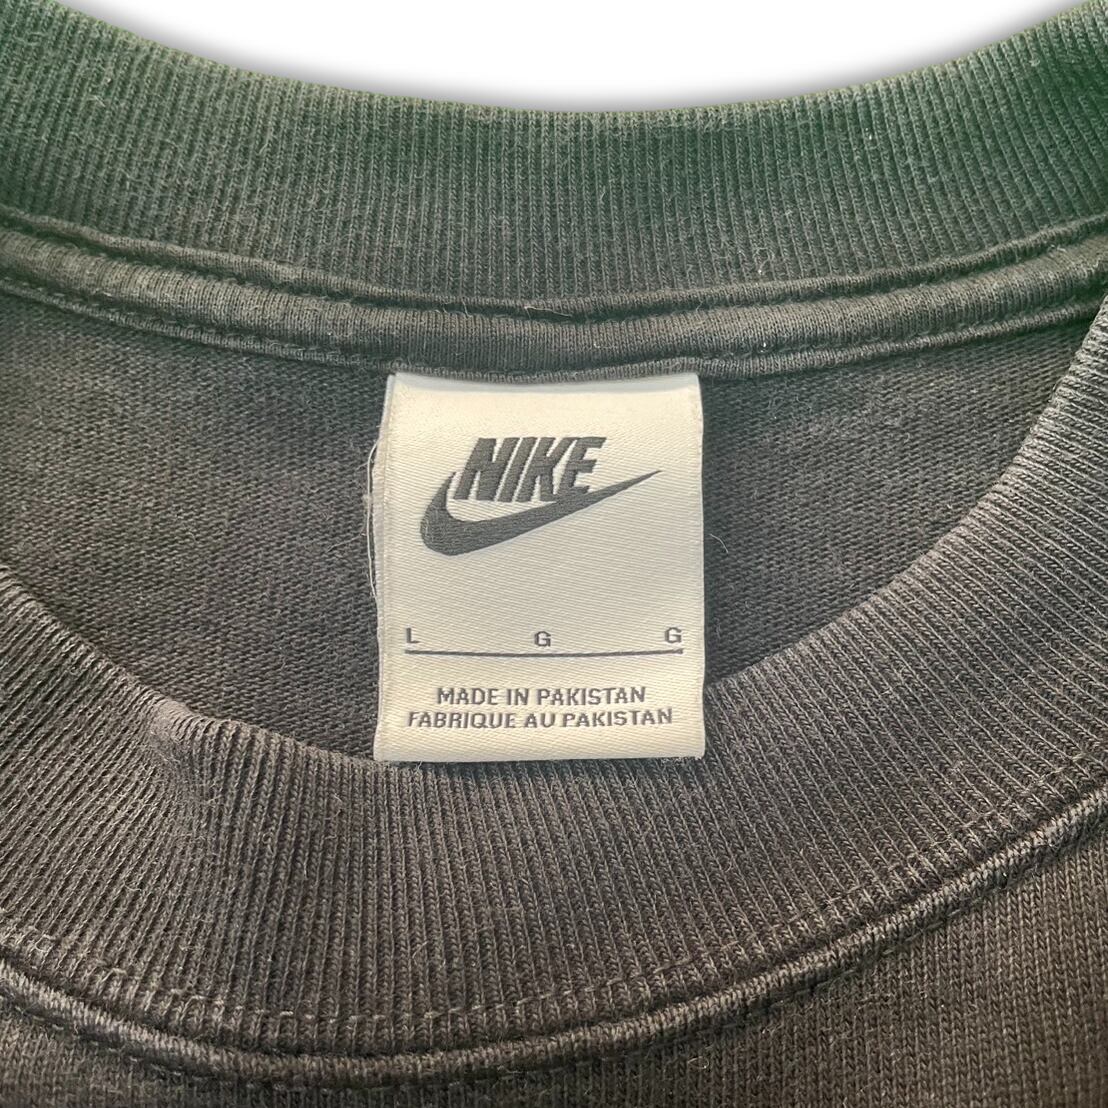 NIKE
L G G
MADE IN PAKISTAN
FABRIQUE AU PAKISTAN